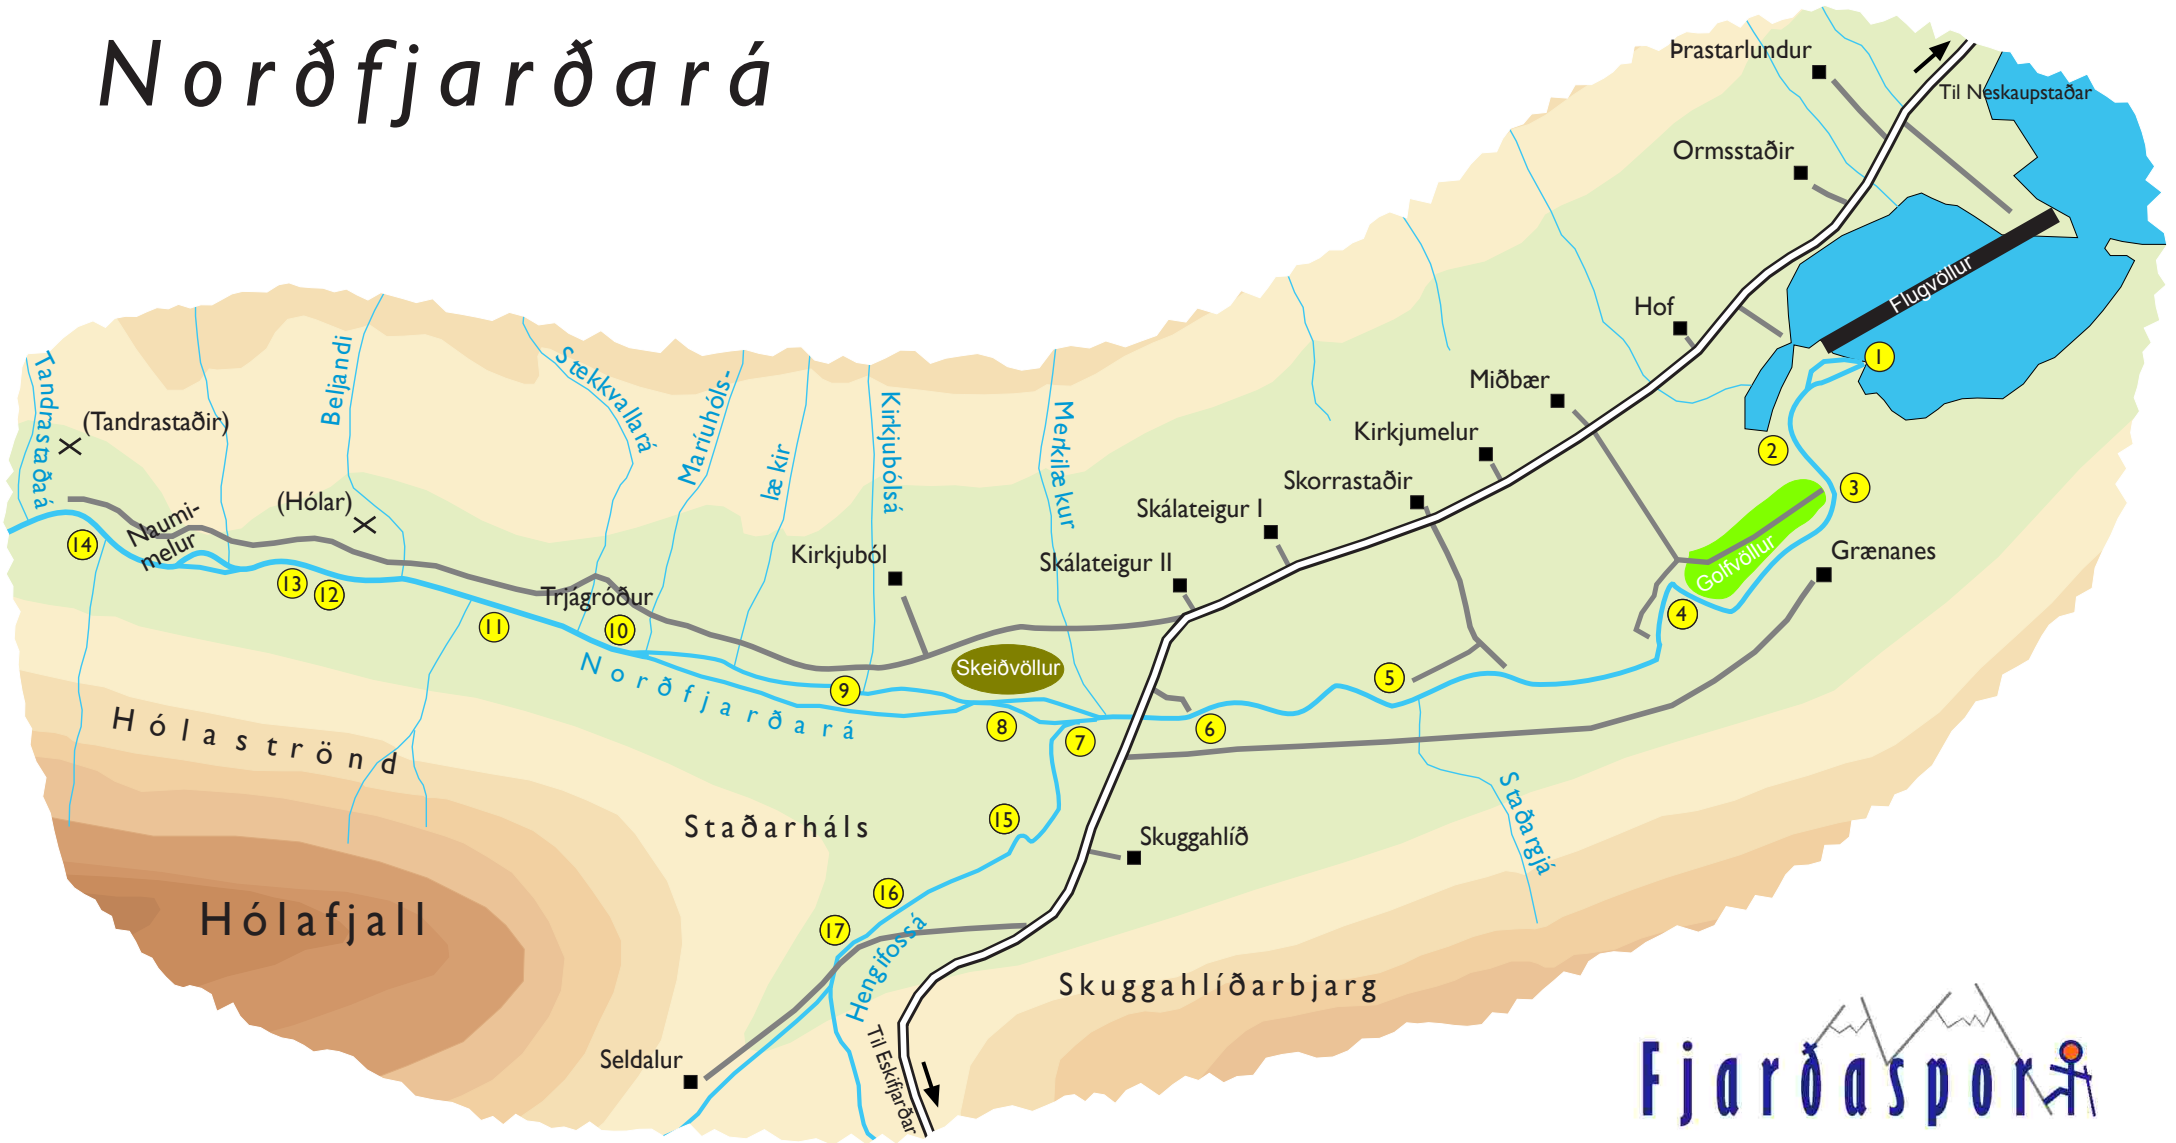 Norðfjarðará
Þrastarlundur
Til Neskaupstaðar
Ormsstaðir
Flugvöllur
Hof
1
Miðbær
2
Kirkjumelur
3
Skorrastaðir
Skálateigur I
Skálateigur II
Grænanes
Golfvöllur
4
5
6
Tandrastaðaá
(Tandrastaðir)
Beljandi
Stekkvallará
Maríuhóls-
lækir
Kirkjubólsá
Merkilækur
(Hólar)
Naumi-
melur
14
13
12
11
Trjágróður
10
Kirkjuból
Skeiðvöllur
Norðfjarðará
9
8
7
Hólaströnd
Staðarháls
15
Skuggahlíð
Staðargjá
16
17
Hólafjall
Hengifossá
Skuggahlíðarbjarg
Seldalur
Til Eskifjarðar
Fjarðasport